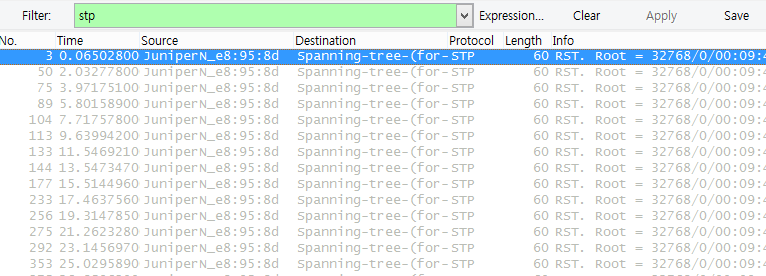 Filter: stp Expression... Clear Apply Save
No. Time Source Destination Protocol Length Info
3 0.06502800 JuniperN_e8:95:8d Spanning-tree-(for- STP 60 RST. Root = 32768/0/00:09:4
50 2.03277800 JuniperN_e8:95:8d Spanning-tree-(for- STP 60 RST. Root = 32768/0/00:09:4
75 3.97175100 JuniperN_e8:95:8d Spanning-tree-(for- STP 60 RST. Root = 32768/0/00:09:4
89 5.80158900 JuniperN_e8:95:8d Spanning-tree-(for- STP 60 RST. Root = 32768/0/00:09:4
104 7.71757800 JuniperN_e8:95:8d Spanning-tree-(for- STP 60 RST. Root = 32768/0/00:09:4
113 9.63994200 JuniperN_e8:95:8d Spanning-tree-(for- STP 60 RST. Root = 32768/0/00:09:4
133 11.5469210 JuniperN_e8:95:8d Spanning-tree-(for- STP 60 RST. Root = 32768/0/00:09:4
144 13.5473470 JuniperN_e8:95:8d Spanning-tree-(for- STP 60 RST. Root = 32768/0/00:09:4
177 15.5144960 JuniperN_e8:95:8d Spanning-tree-(for- STP 60 RST. Root = 32768/0/00:09:4
233 17.4637560 JuniperN_e8:95:8d Spanning-tree-(for- STP 60 RST. Root = 32768/0/00:09:4
256 19.3147850 JuniperN_e8:95:8d Spanning-tree-(for- STP 60 RST. Root = 32768/0/00:09:4
275 21.2623280 JuniperN_e8:95:8d Spanning-tree-(for- STP 60 RST. Root = 32768/0/00:09:4
292 23.1456970 JuniperN_e8:95:8d Spanning-tree-(for- STP 60 RST. Root = 32768/0/00:09:4
353 25.0295890 JuniperN_e8:95:8d Spanning-tree-(for- STP 60 RST. Root = 32768/0/00:09:4